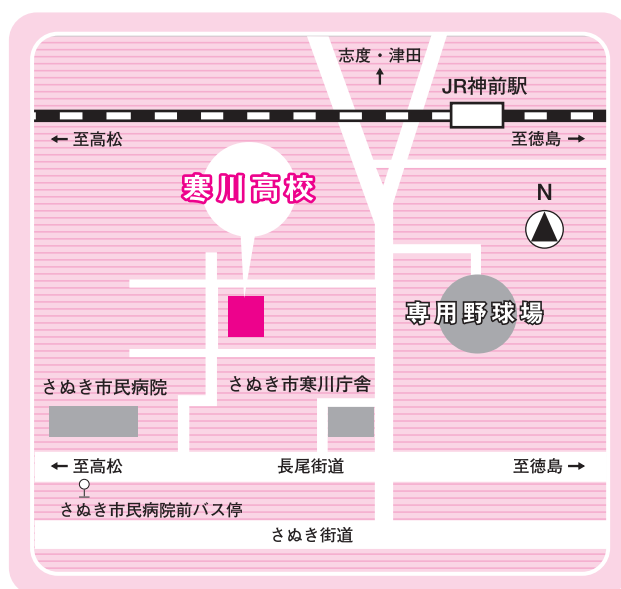 志度・津田
↑
JR神前駅
←至高松
至徳島→
寒川高校
N
専用野球場
さぬき市民病院
さぬき市寒川庁舎
←至高松
長尾街道
至徳島→
さぬき市民病院前バス停
さぬき街道